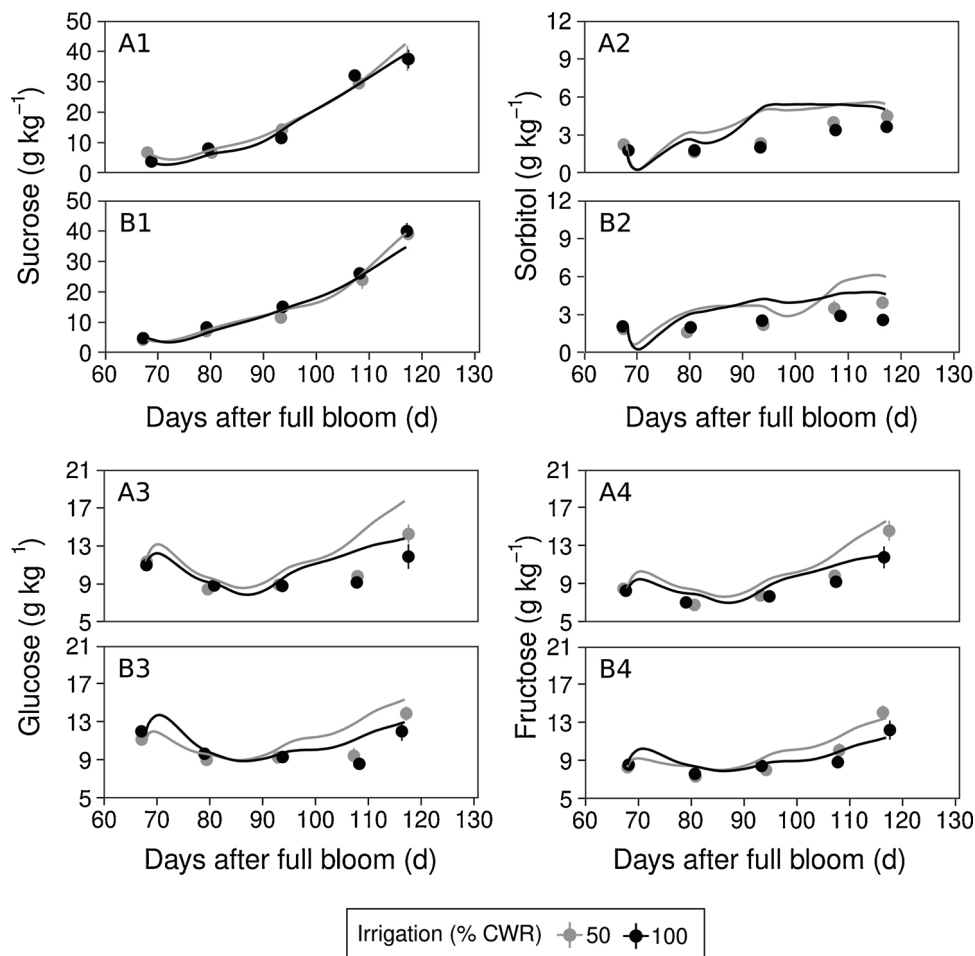 A1
50
40
30
20
10
0
Sucrose (g kg⁻¹)
B1
50
40
30
20
10
0
60 70 80 90 100 110 120 130
Days after full bloom (d)
A2
12
9
6
3
0
Sorbitol (g kg⁻¹)
B2
12
9
6
3
0
60 70 80 90 100 110 120 130
Days after full bloom (d)
A3
21
17
13
9
5
Glucose (g kg ¹)
B3
21
17
13
9
5
60 70 80 90 100 110 120 130
Days after full bloom (d)
A4
21
17
13
9
5
Fructose (g kg⁻¹)
B4
21
17
13
9
5
60 70 80 90 100 110 120 130
Days after full bloom (d)
Irrigation (% CWR) 50 100